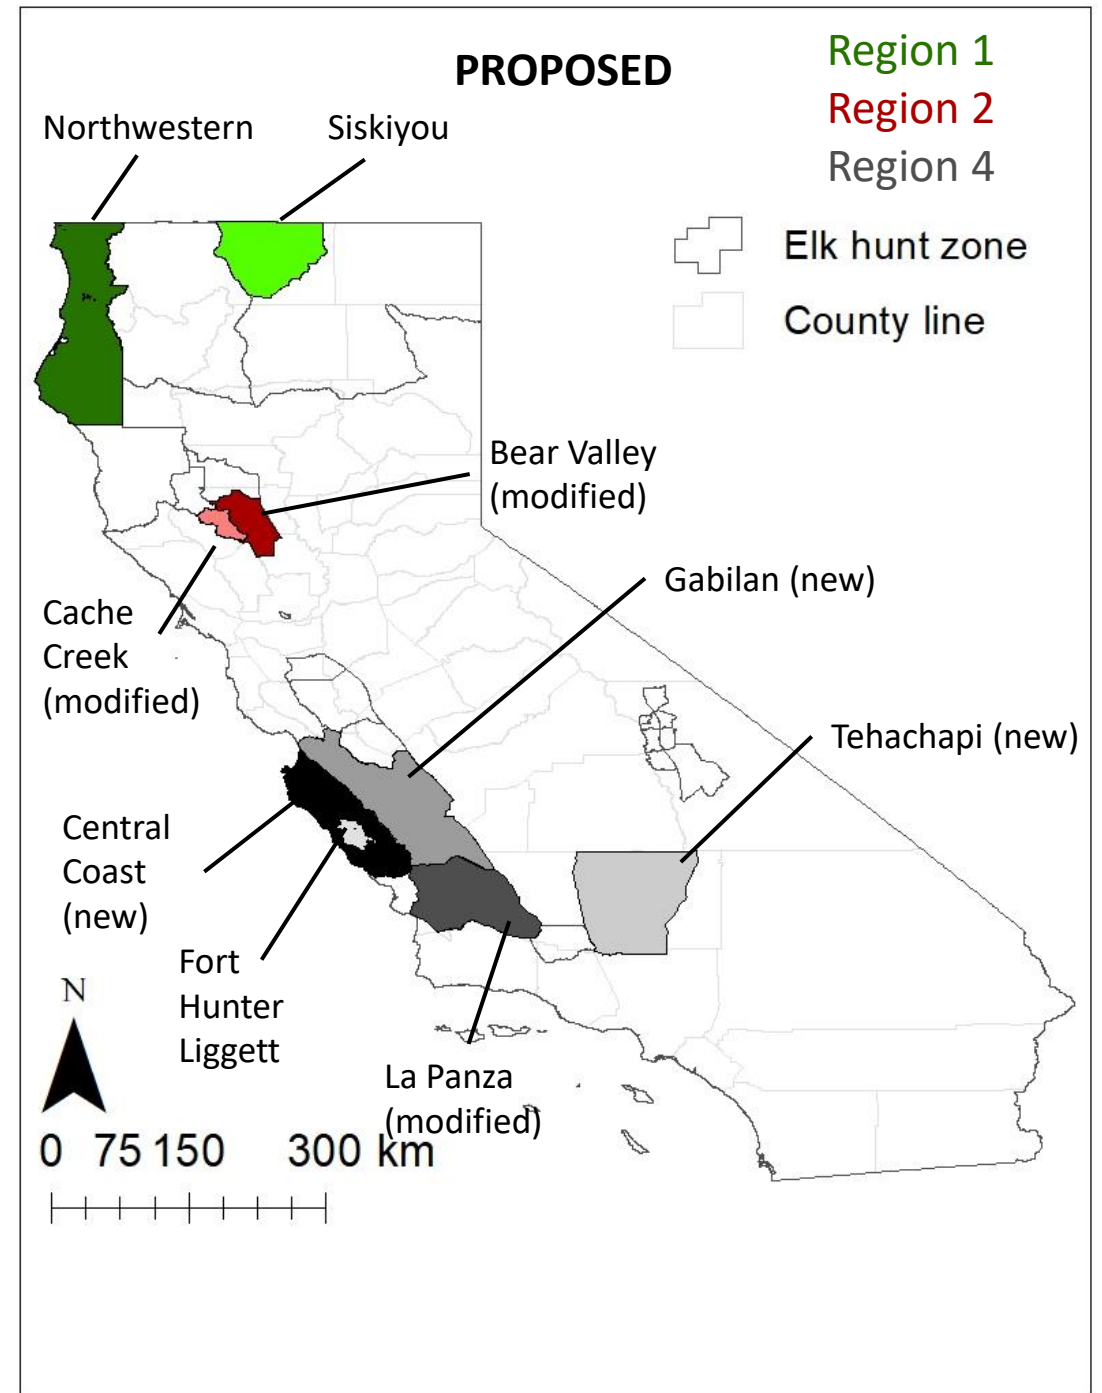 PROPOSED
Region 1
Region 2
Region 4
Northwestern
Siskiyou
Elk hunt zone
County line
Bear Valley
(modified)
Gabilan (new)
Cache
Creek
(modified)
Tehachapi (new)
Central
Coast
(new)
Fort
Hunter
Liggett
La Panza
(modified)
N
0 75 150 300 km